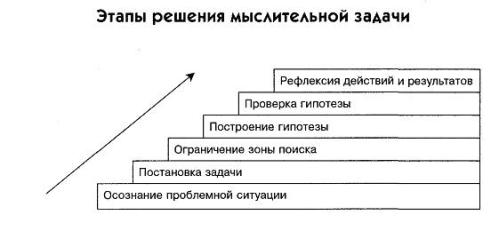 Этапы решения мыслительной задачи
Рефлексия действий и результатов
Проверка гипотезы
Построение гипотезы
Ограничение зоны поиска
Постановка задачи
Осознание проблемной ситуации